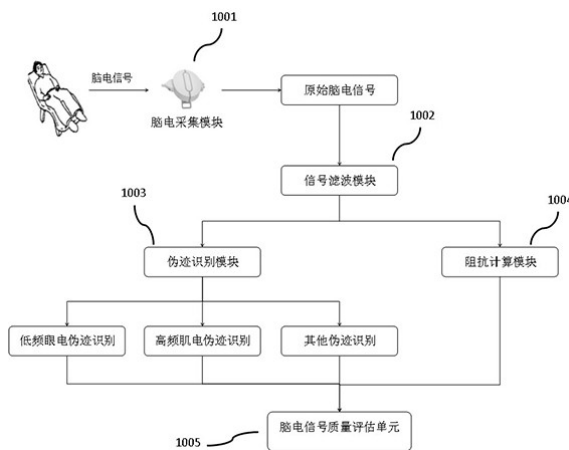 1001
脑电信号
脑电采集模块
原始脑电信号
1002
信号滤波模块
1003
1004
伪迹识别模块
阻抗计算模块
低频眼电伪迹识别
高频肌电伪迹识别
其他伪迹识别
脑电信号质量评估单元
1005